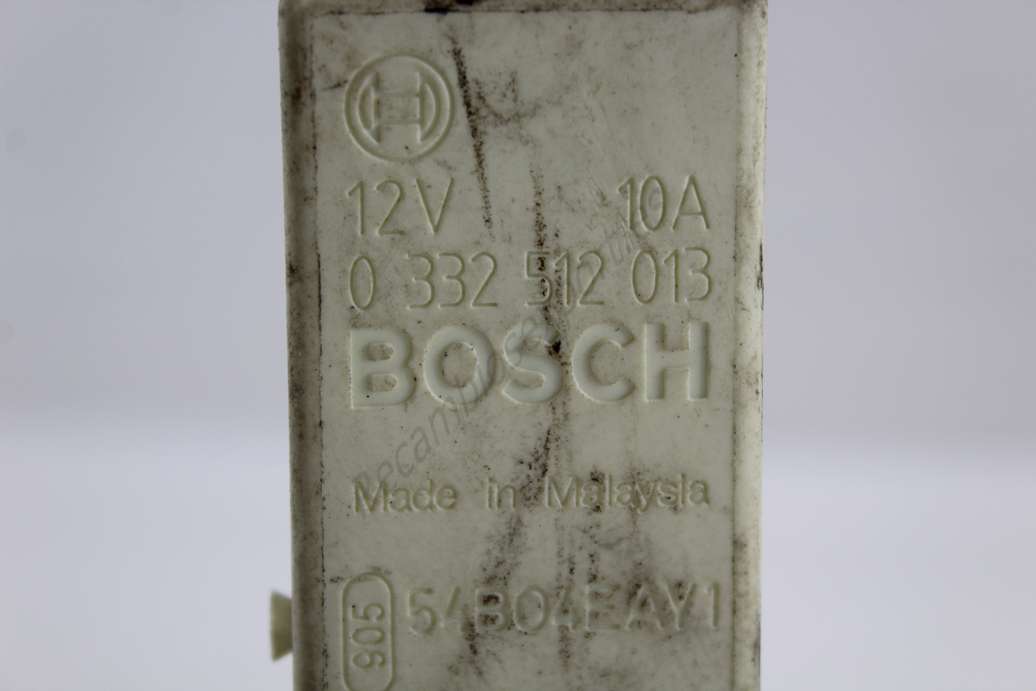 12V 10A
0 332 512 013
BOSCH
Made in Malaysia
905 54B04EAY1